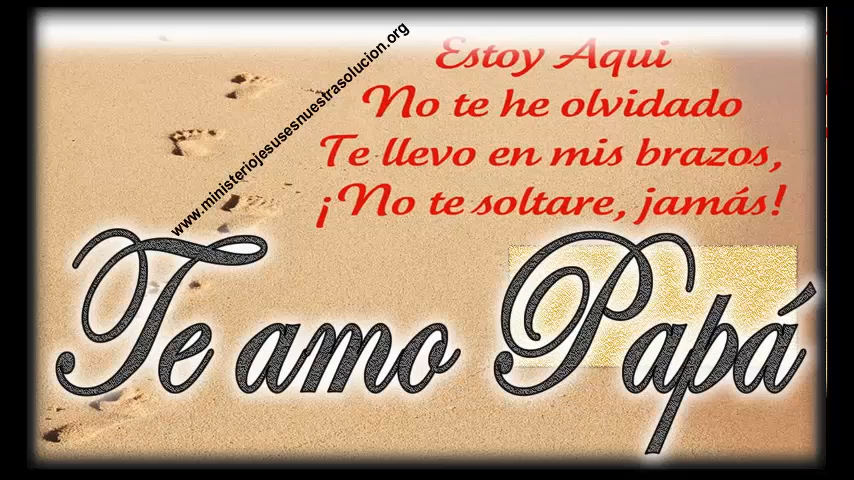 www.ministeriojesusesnuestrasolucion.org
Estoy Aqui
No te he olvidado
Te llevo en mis brazos,
¡No te soltare, jamás!
Te amo Papá